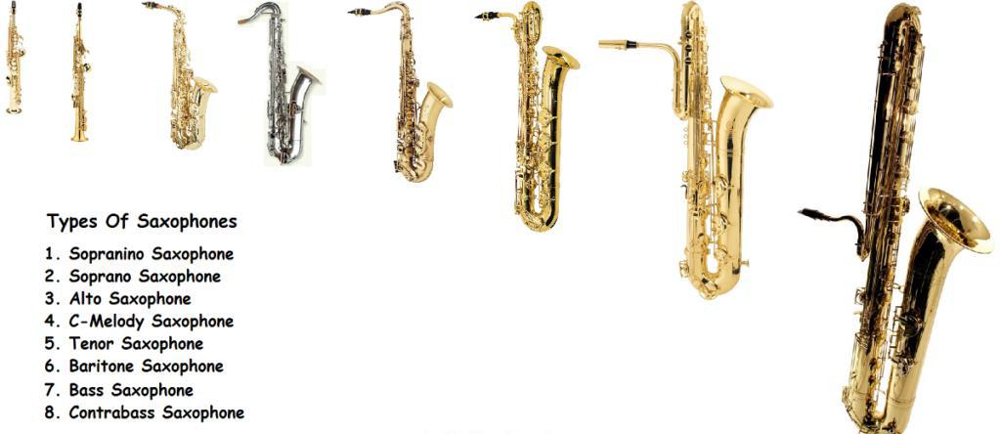 Types Of Saxophones
1. Sopranino Saxophone
2. Soprano Saxophone
3. Alto Saxophone
4. C-Melody Saxophone
5. Tenor Saxophone
6. Baritone Saxophone
7. Bass Saxophone
8. Contrabass Saxophone